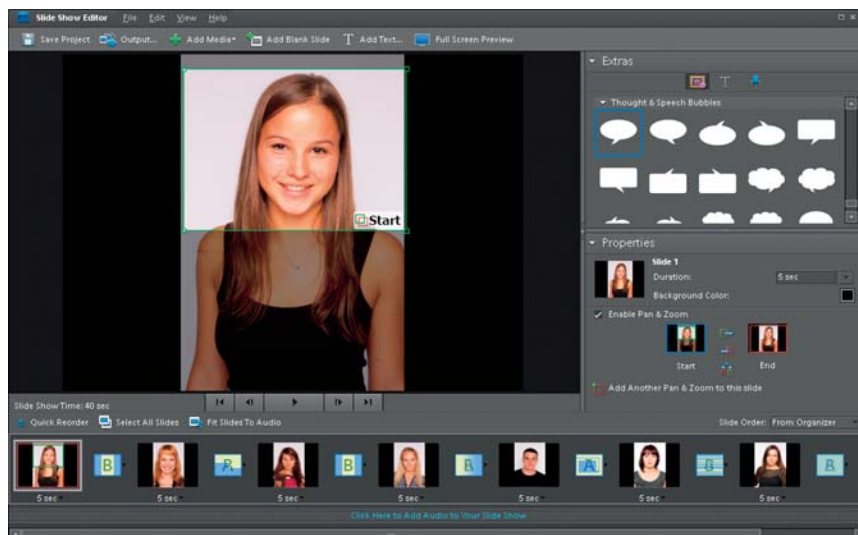 Slide Show Editor File Edit View Help
Save Project Output... Add Media Add Blank Slide T Add Text... Full Screen Preview
Extras
T
Thought & Speech Bubbles
Start
Properties
Slide 1
Duration: 5 sec
Background Color:
Enable Pan & Zoom
Start End
Add Another Pan & Zoom to this slide
Slide Show Time: 40 sec
Quick Reorder Select All Slides Fit Slides To Audio Slide Order: From Organizer
B A B B A B A
5 sec 5 sec 5 sec 5 sec 5 sec 5 sec 5 sec
Click Here to Add Audio to Your Slide Show